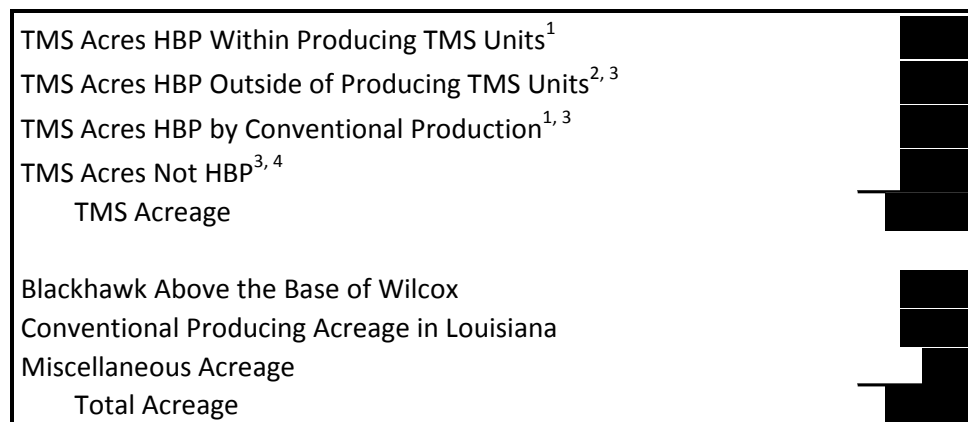 TMS Acres HBP Within Producing TMS Units¹
TMS Acres HBP Outside of Producing TMS Units²˒ ³
TMS Acres HBP by Conventional Production¹˒ ³
TMS Acres Not HBP³˒ ⁴
TMS Acreage
Blackhawk Above the Base of Wilcox
Conventional Producing Acreage in Louisiana
Miscellaneous Acreage
Total Acreage